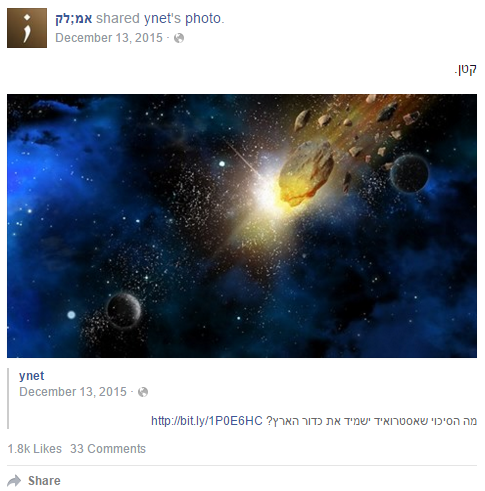 אמ;לק shared ynet's photo.
December 13, 2015 ·
קטן.
ynet
December 13, 2015 ·
מה הסיכוי שאסטרואיד ישמיד את כדור הארץ? http://bit.ly/1P0E6HC
1.8k Likes 33 Comments
Share